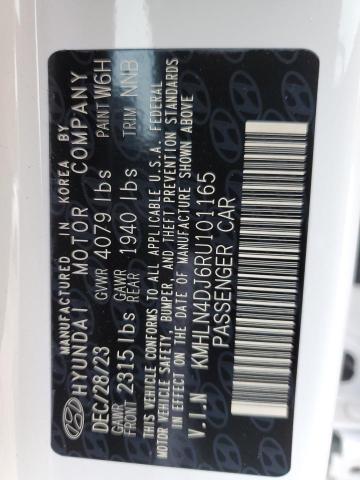 MANUFACTURED IN KOREA BY
HYUNDAI MOTOR COMPANY
DEC/28/23 GVWR 4079 lbs PAINT W6H
GAWR FRONT 2315 lbs GAWR REAR 1940 lbs TRIM NNB
THIS VEHICLE CONFORMS TO ALL APPLICABLE U.S.A. FEDERAL
MOTOR VEHICLE SAFETY, BUMPER, AND THEFT PREVENTION STANDARDS
IN EFFECT ON THE DATE OF MANUFACTURE SHOWN ABOVE
V.I.N KMHLN4DJ6RU101165
PASSENGER CAR